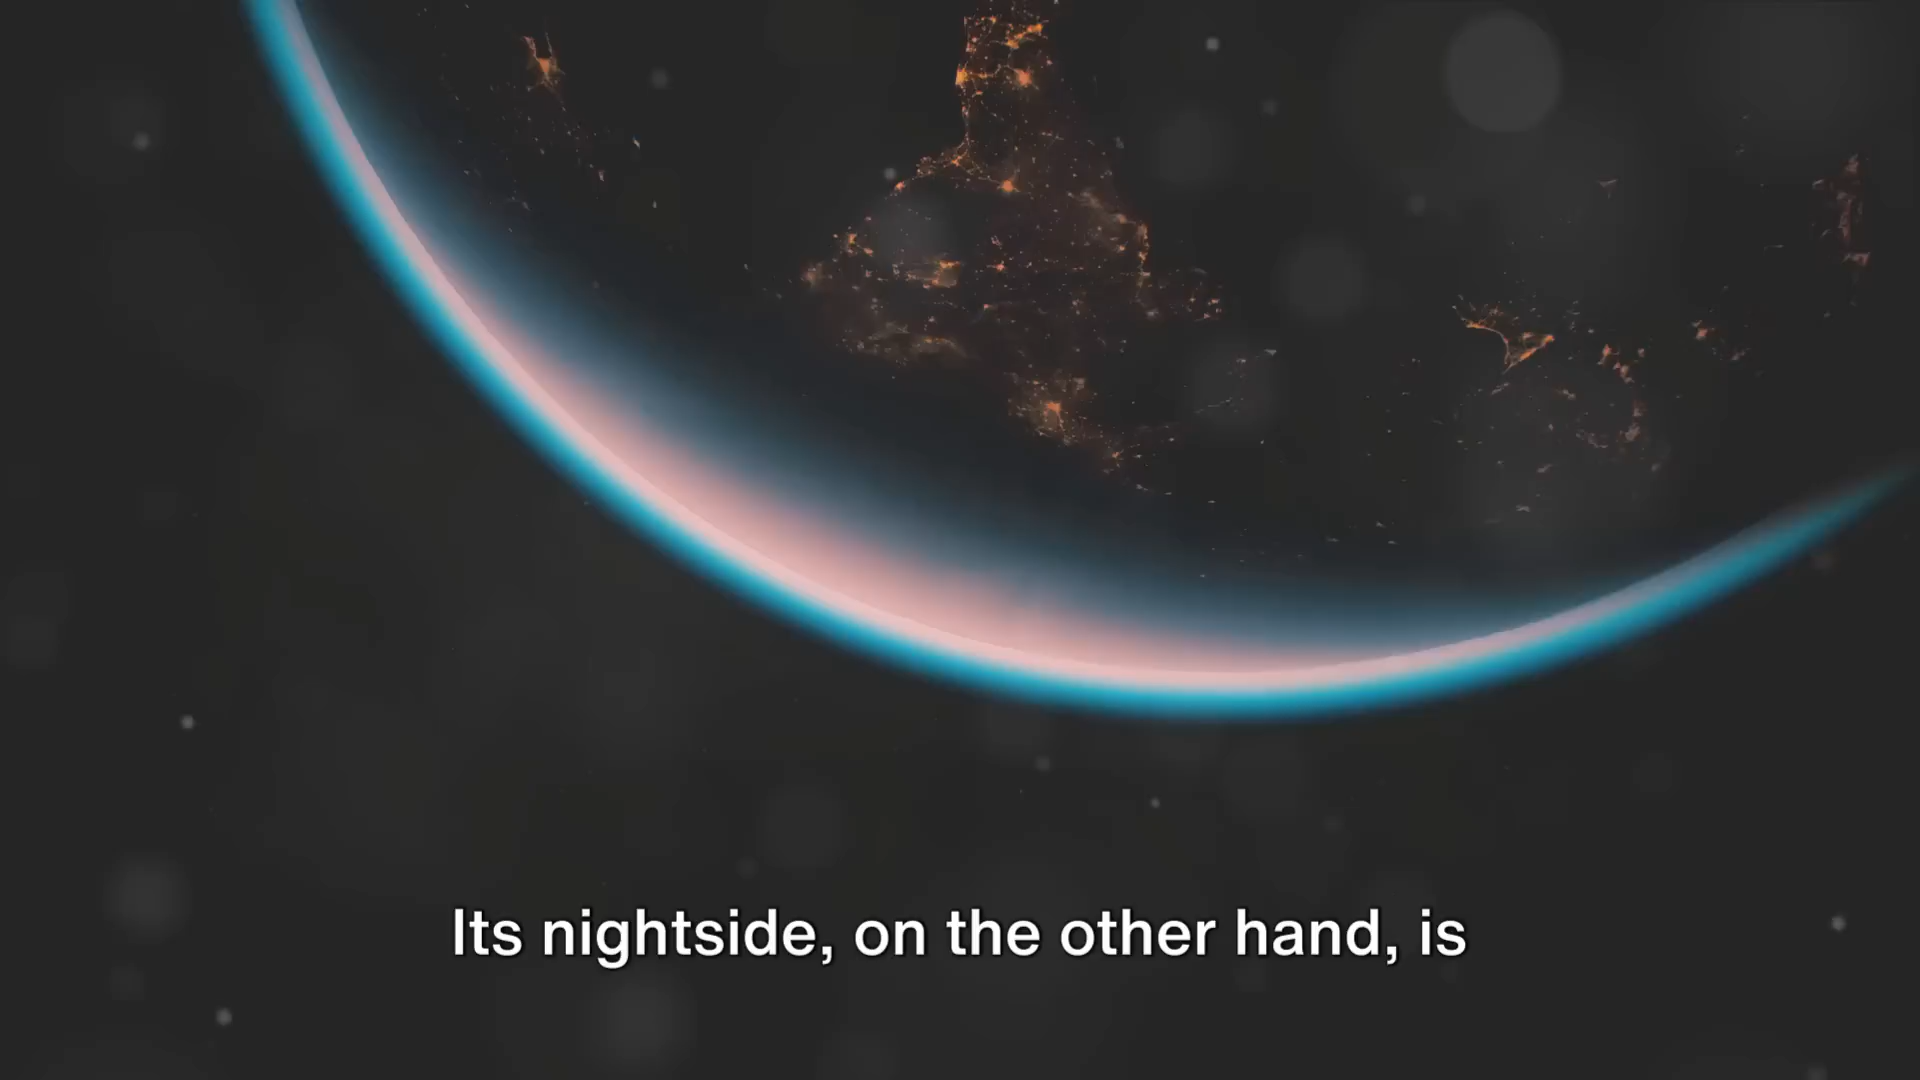 Its nightside, on the other hand, is